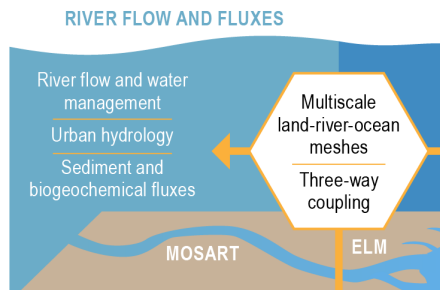 RIVER FLOW AND FLUXES
River flow and water
management
Urban hydrology
Sediment and
biogeochemical fluxes
Multiscale
land-river-ocean
meshes
Three-way
coupling
MOSART
ELM